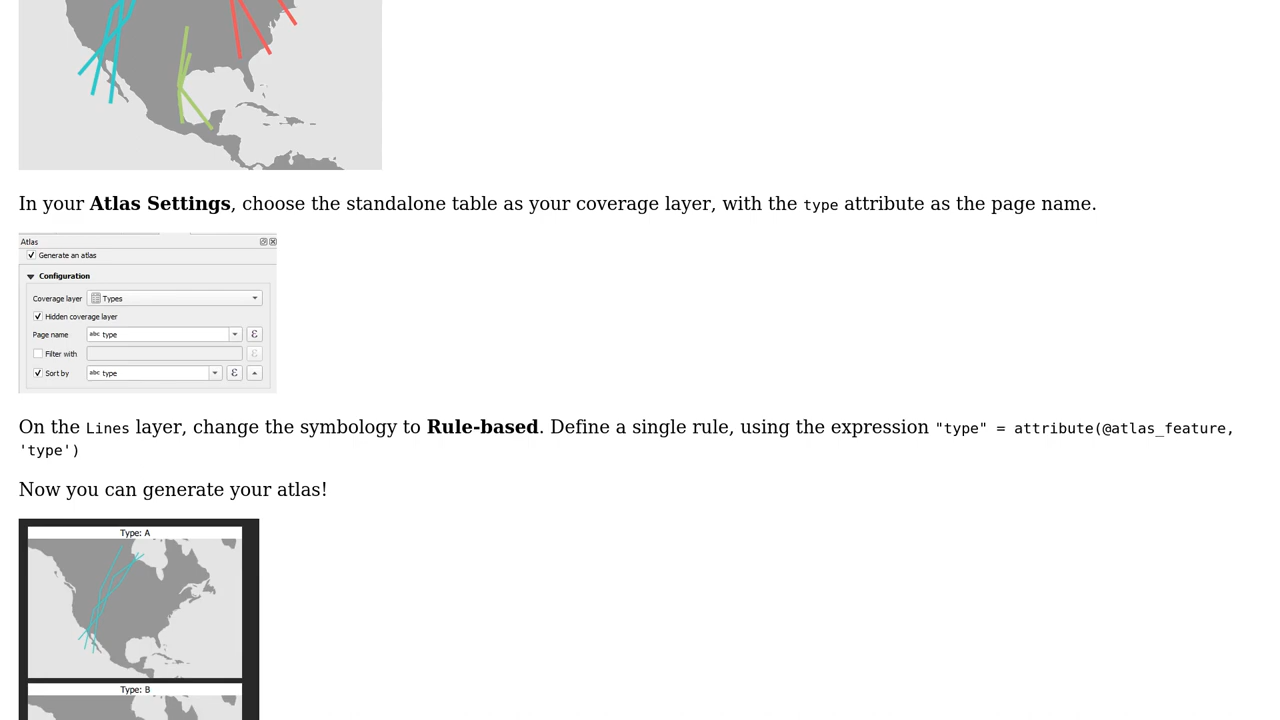 In your Atlas Settings, choose the standalone table as your coverage layer, with the type attribute as the page name.
Atlas
Generate an atlas
Configuration
Coverage layer Types
Hidden coverage layer
Page name abc type ε
Filter with ε
Sort by abc type ε
On the Lines layer, change the symbology to Rule-based. Define a single rule, using the expression "type" = attribute(@atlas_feature,
'type')
Now you can generate your atlas!
Type: A
Type: B